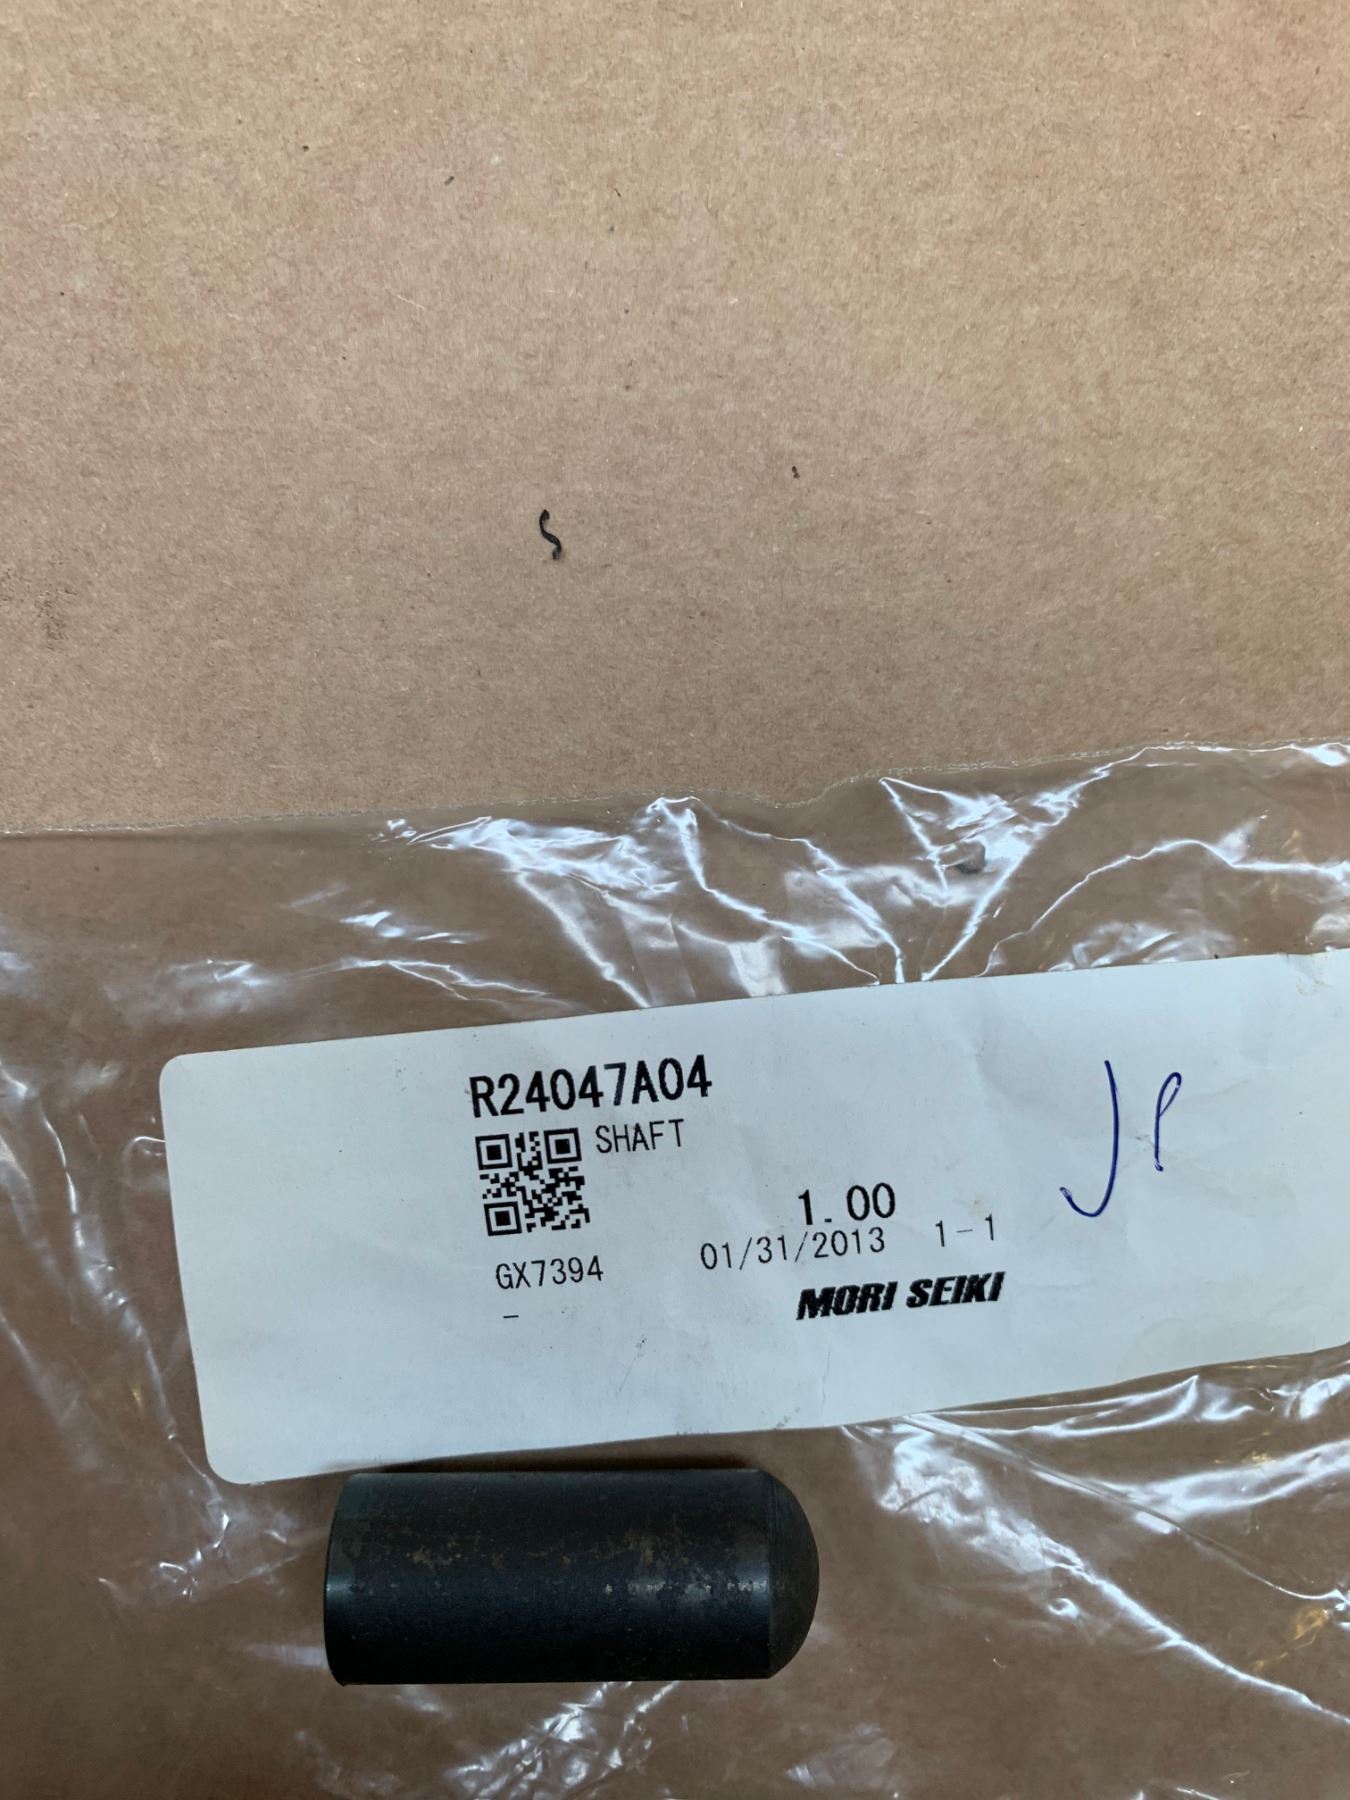 R24047A04
SHAFT
JP
1.00
01/31/2013 1-1
GX7394
MORI SEIKI
-